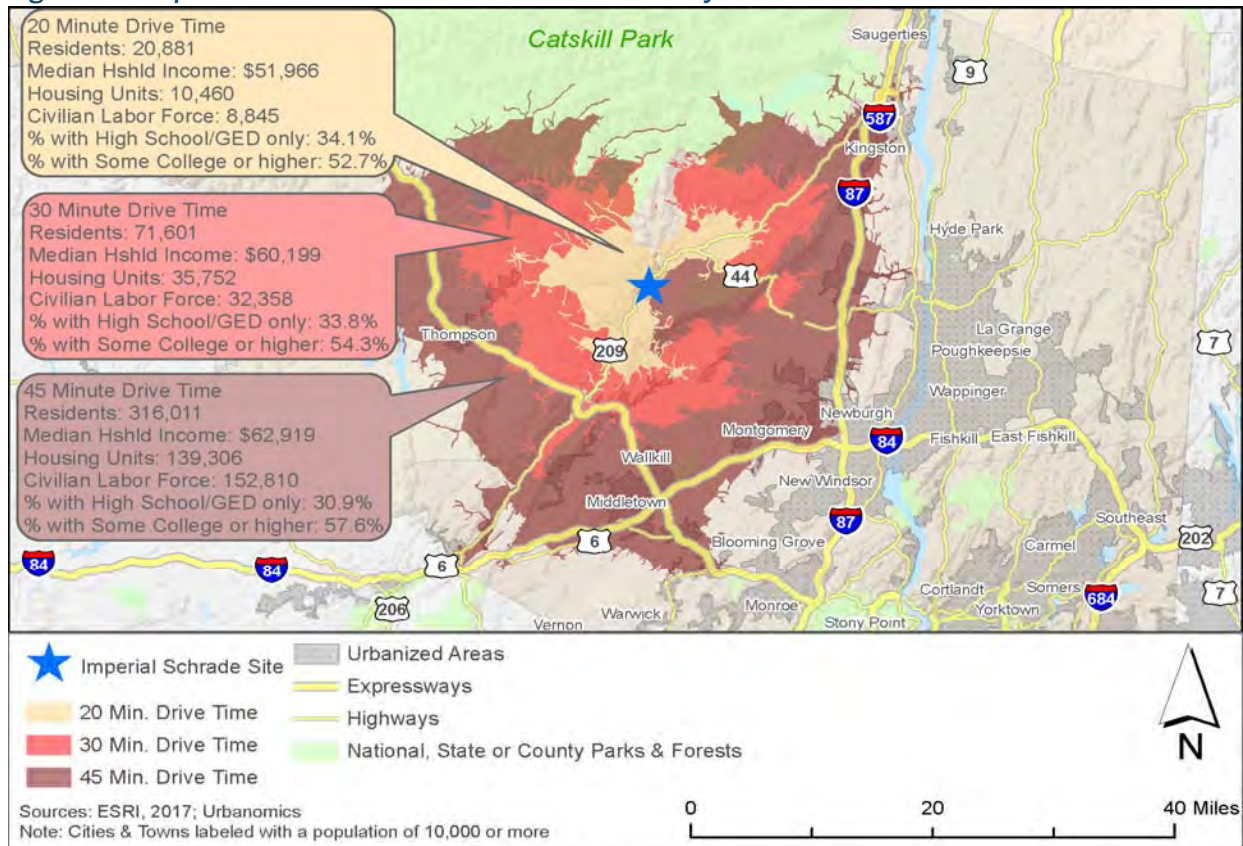 20 Minute Drive Time
Residents: 20,881
Median Hshld Income: $51,966
Housing Units: 10,460
Civilian Labor Force: 8,845
% with High School/GED only: 34.1%
% with Some College or higher: 52.7%
30 Minute Drive Time
Residents: 71,601
Median Hshld Income: $60,199
Housing Units: 35,752
Civilian Labor Force: 32,358
% with High School/GED only: 33.8%
% with Some College or higher: 54.3%
45 Minute Drive Time
Residents: 316,011
Median Hshld Income: $62,919
Housing Units: 139,306
Civilian Labor Force: 152,810
% with High School/GED only: 30.9%
% with Some College or higher: 57.6%
Catskill Park
Saugerties
9
587
Kingston
87
Hyde Park
44
Thompson
209
La Grange
7
Poughkeepsie
Wappinger
Newburgh
Montgomery
84
Fishkill
East Fishkill
Wallkill
New Windsor
Middletown
87
Southeast
6
Blooming Grove
202
Carmel
84
84
6
206
Cortlandt
Somers
684
7
Monroe
Yorktown
Warwick
Stony Point
Vernon
Imperial Schrade Site
20 Min. Drive Time
30 Min. Drive Time
45 Min. Drive Time
Urbanized Areas
Expressways
Highways
National, State or County Parks & Forests
N
Sources: ESRI, 2017; Urbanomics
Note: Cities & Towns labeled with a population of 10,000 or more
0 20 40 Miles